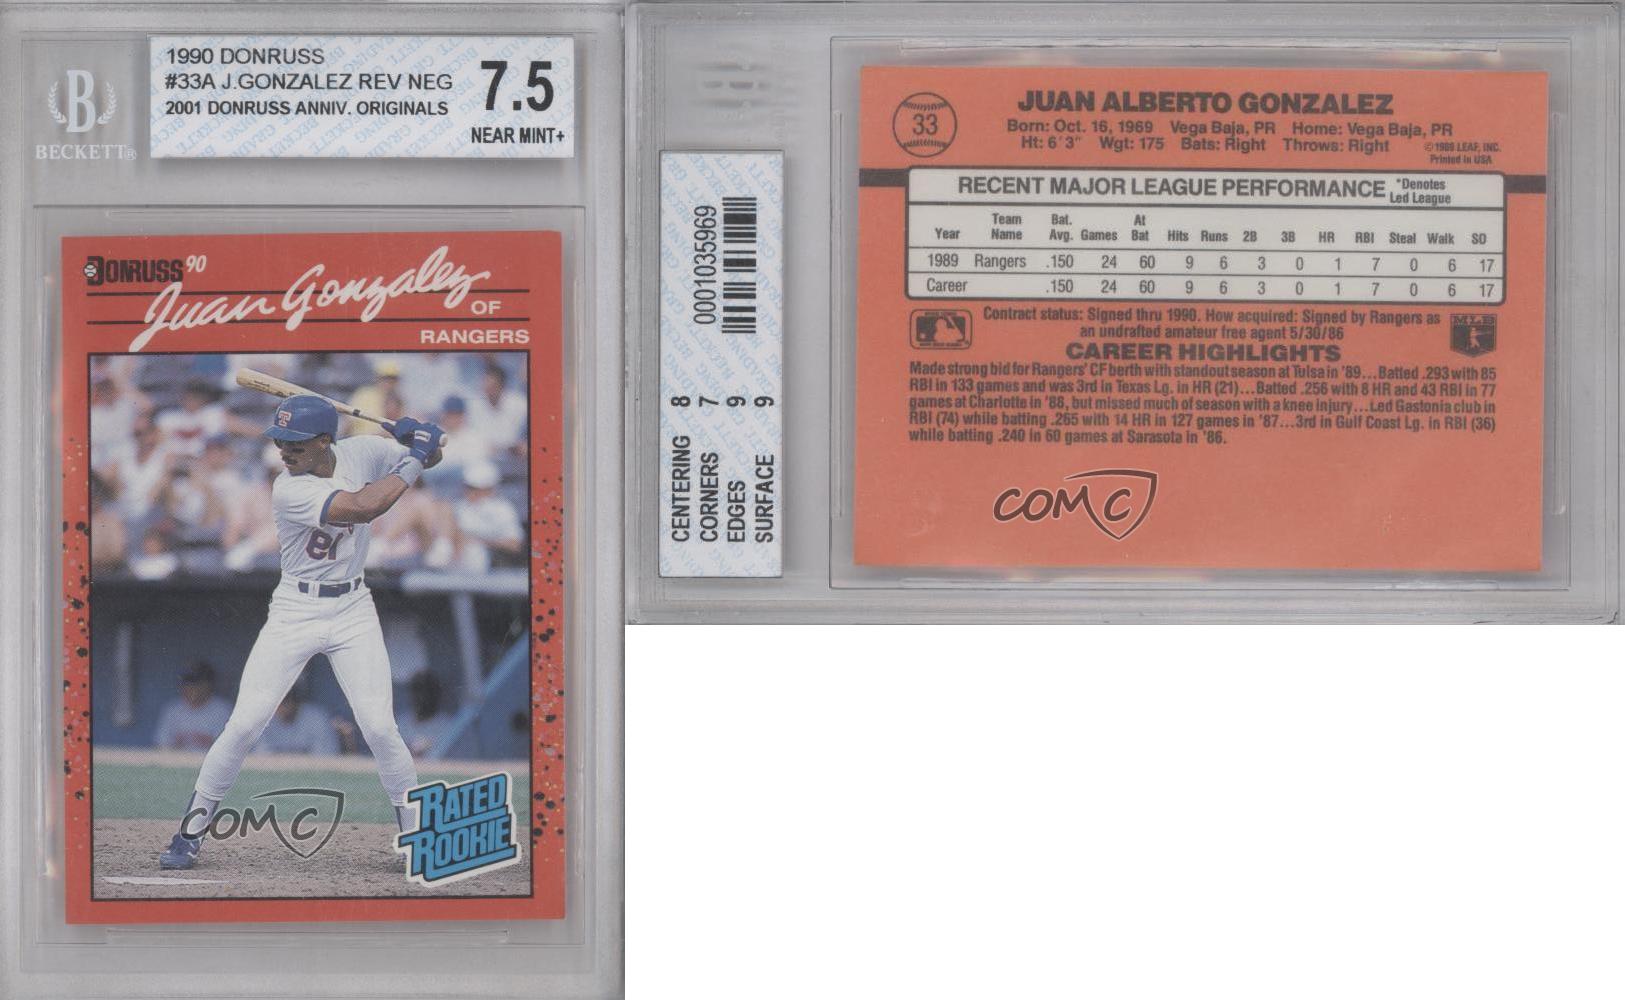 1990 DONRUSS
#33A J.GONZALEZ REV NEG
2001 DONRUSS ANNIV. ORIGINALS
7.5
NEAR MINT+
B
BECKETT®
DONRUSS 90
Juan Gonzalez
OF
RANGERS
T
RATED
ROOKIE
COMC
0001035969
CENTERING 8
CORNERS 7
EDGES 9
SURFACE 9
33
JUAN ALBERTO GONZALEZ
Born: Oct. 16, 1969 Vega Baja, PR Home: Vega Baja, PR
Ht: 6'3" Wgt: 175 Bats: Right Throws: Right
©1989 LEAF, INC.
Printed in USA
RECENT MAJOR LEAGUE PERFORMANCE *Denotes
Led League
Year Team Name Bat. Avg. Games At Bat Hits Runs 2B 3B HR RBI Steal Walk SO
1989 Rangers .150 24 60 9 6 3 0 1 7 0 6 17
Career .150 24 60 9 6 3 0 1 7 0 6 17
Contract status: Signed thru 1990. How acquired: Signed by Rangers as
an undrafted amateur free agent 5/30/86
MLB
CAREER HIGHLIGHTS
Made strong bid for Rangers' CF berth with standout season at Tulsa in '89...Batted .293 with 85
RBI in 133 games and was 3rd in Texas Lg. in HR (21)...Batted .256 with 8 HR and 43 RBI in 77
games at Charlotte in '88, but missed much of season with a knee injury...Led Gastonia club in
RBI (74) while batting .265 with 14 HR in 127 games in '87...3rd in Gulf Coast Lg. in RBI (36)
while batting .240 in 60 games at Sarasota in '86.
COMC